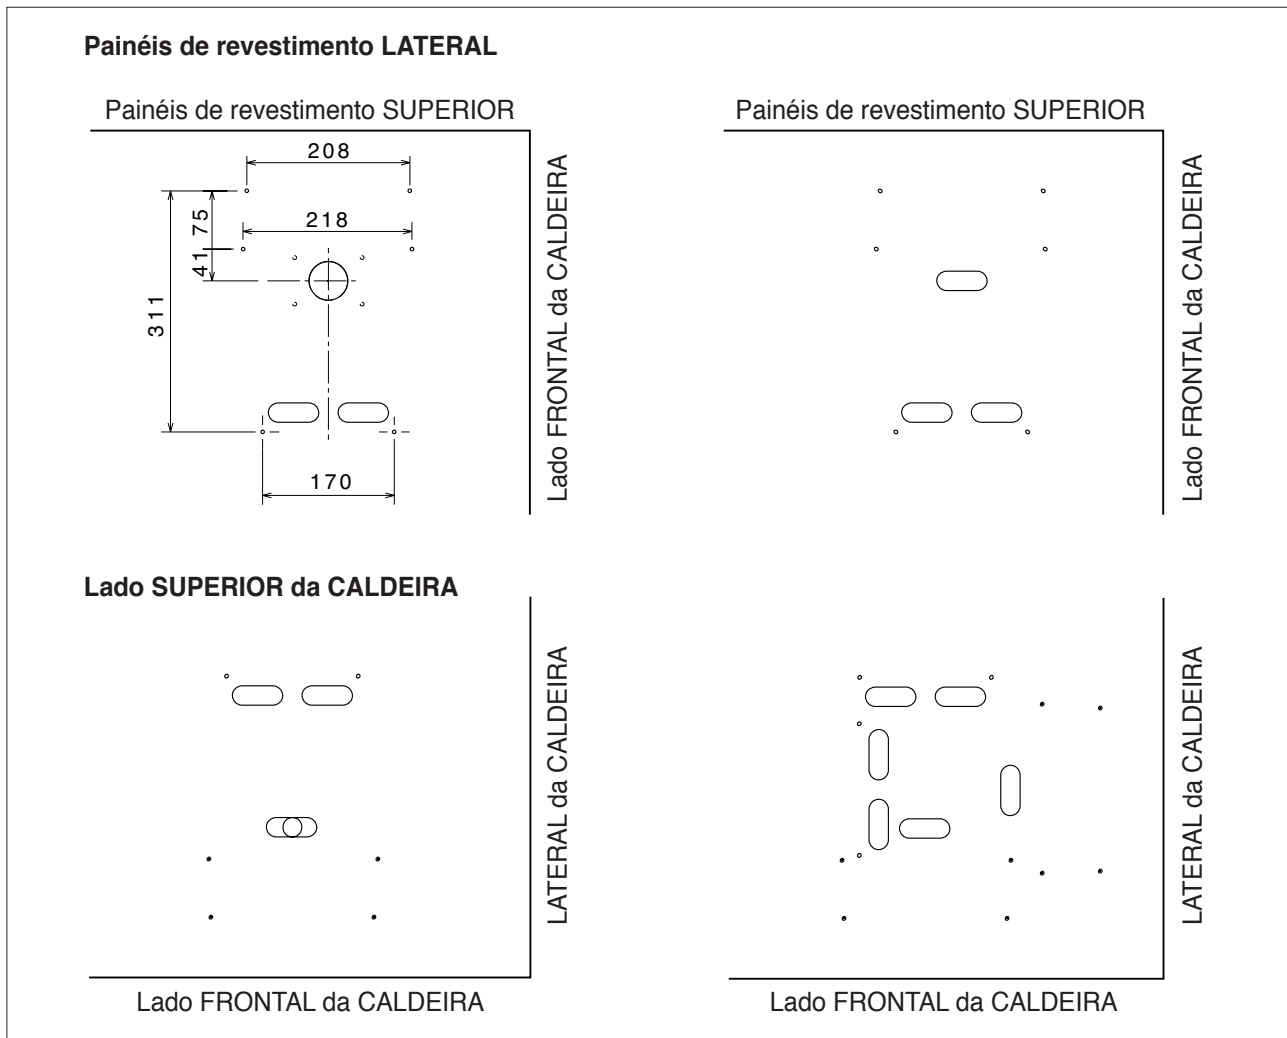 Painéis de revestimento LATERAL
Painéis de revestimento SUPERIOR
208
75
218
41
311
170
Lado FRONTAL da CALDEIRA
Painéis de revestimento SUPERIOR
Lado FRONTAL da CALDEIRA
Lado SUPERIOR da CALDEIRA
LATERAL da CALDEIRA
Lado FRONTAL da CALDEIRA
LATERAL da CALDEIRA
Lado FRONTAL da CALDEIRA